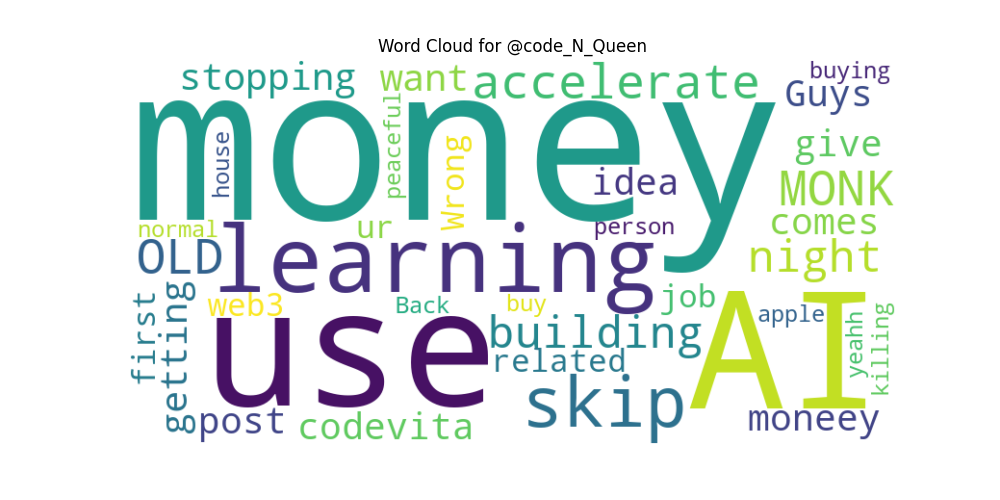 Word Cloud for @code_N_Queen
stopping
want
accelerate
buying
Guys
money
house
peaceful
Wrong
idea
give
MONK
comes
normal
ur
person
OLD
learning
night
first
getting
web3
Back
buy
job
apple
yeahh
killing
use
building
related
AI
skip
post
codevita
moneey